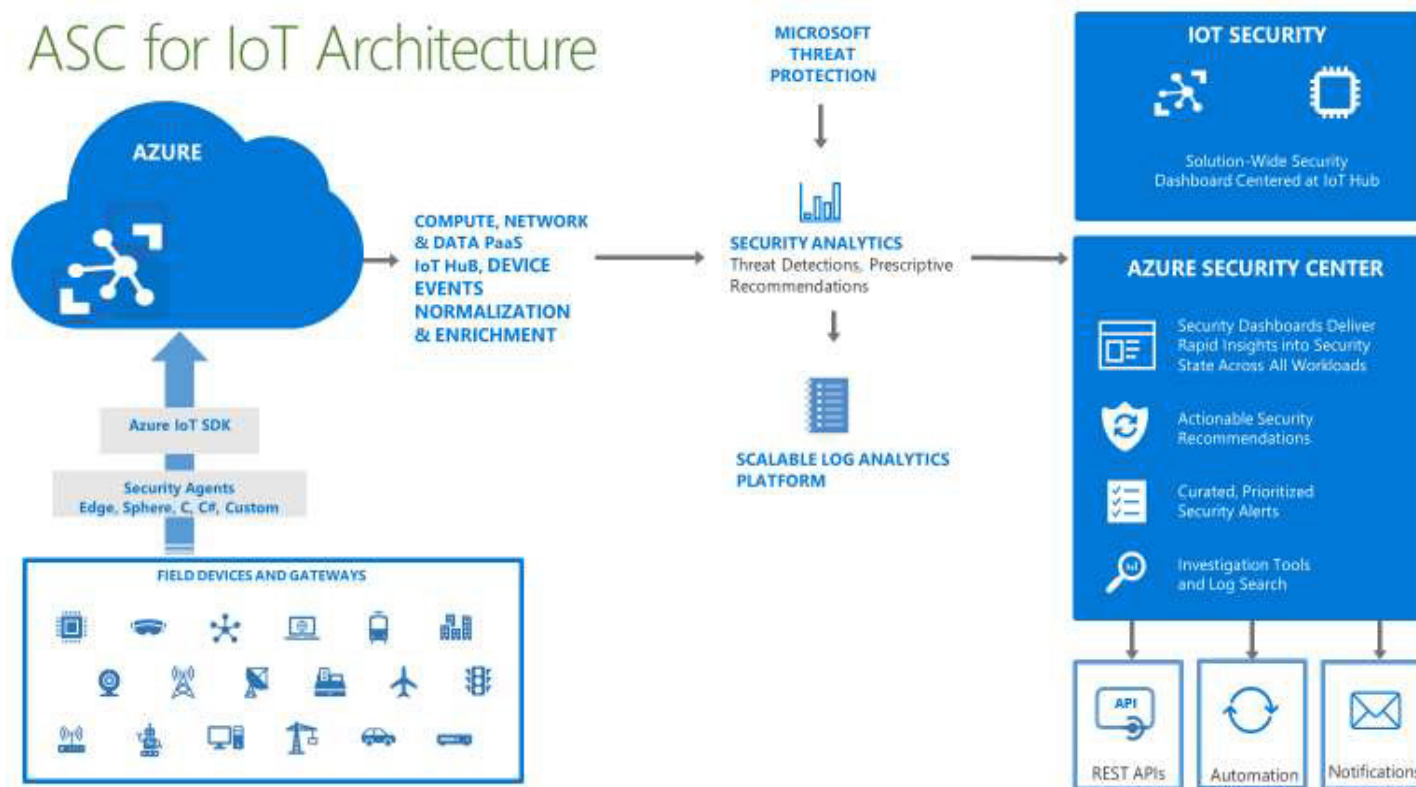 ASC for IoT Architecture
AZURE
Azure IoT SDK
Security Agents
Edge, Sphere, C, C#, Custom
FIELD DEVICES AND GATEWAYS
COMPUTE, NETWORK
& DATA PaaS
IoT HuB, DEVICE
EVENTS
NORMALIZATION
& ENRICHMENT
MICROSOFT
THREAT
PROTECTION
SECURITY ANALYTICS
Threat Detections, Prescriptive
Recommendations
SCALABLE LOG ANALYTICS
PLATFORM
IOT SECURITY
Solution-Wide Security
Dashboard Centered at IoT Hub
AZURE SECURITY CENTER
Security Dashboards Deliver
Rapid Insights into Security
State Across All Workloads
Actionable Security
Recommendations
Curated, Prioritized
Security Alerts
Investigation Tools
and Log Search
API
REST APIs
Automation
Notifications